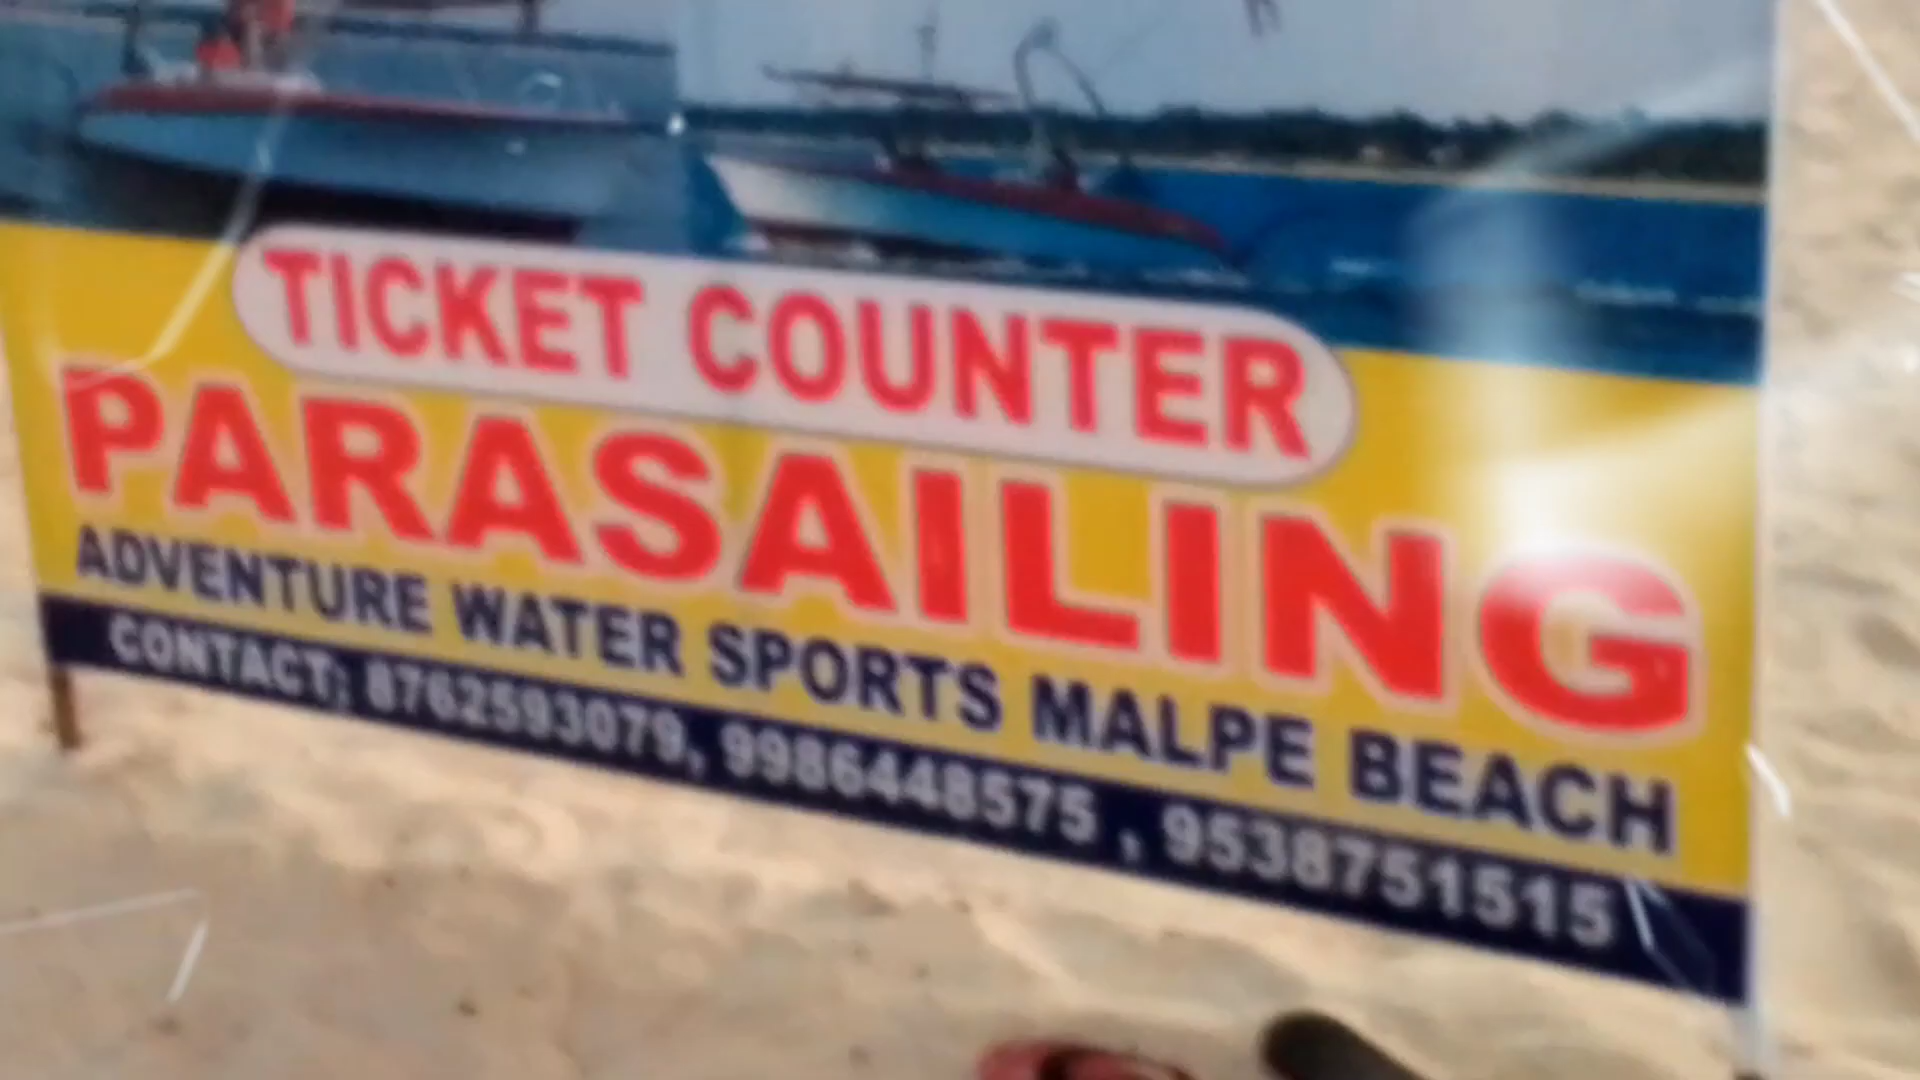 TICKET COUNTER
PARASAILING
ADVENTURE WATER SPORTS MALPE BEACH
CONTACT; 8762593079, 9986448575 , 9538751515